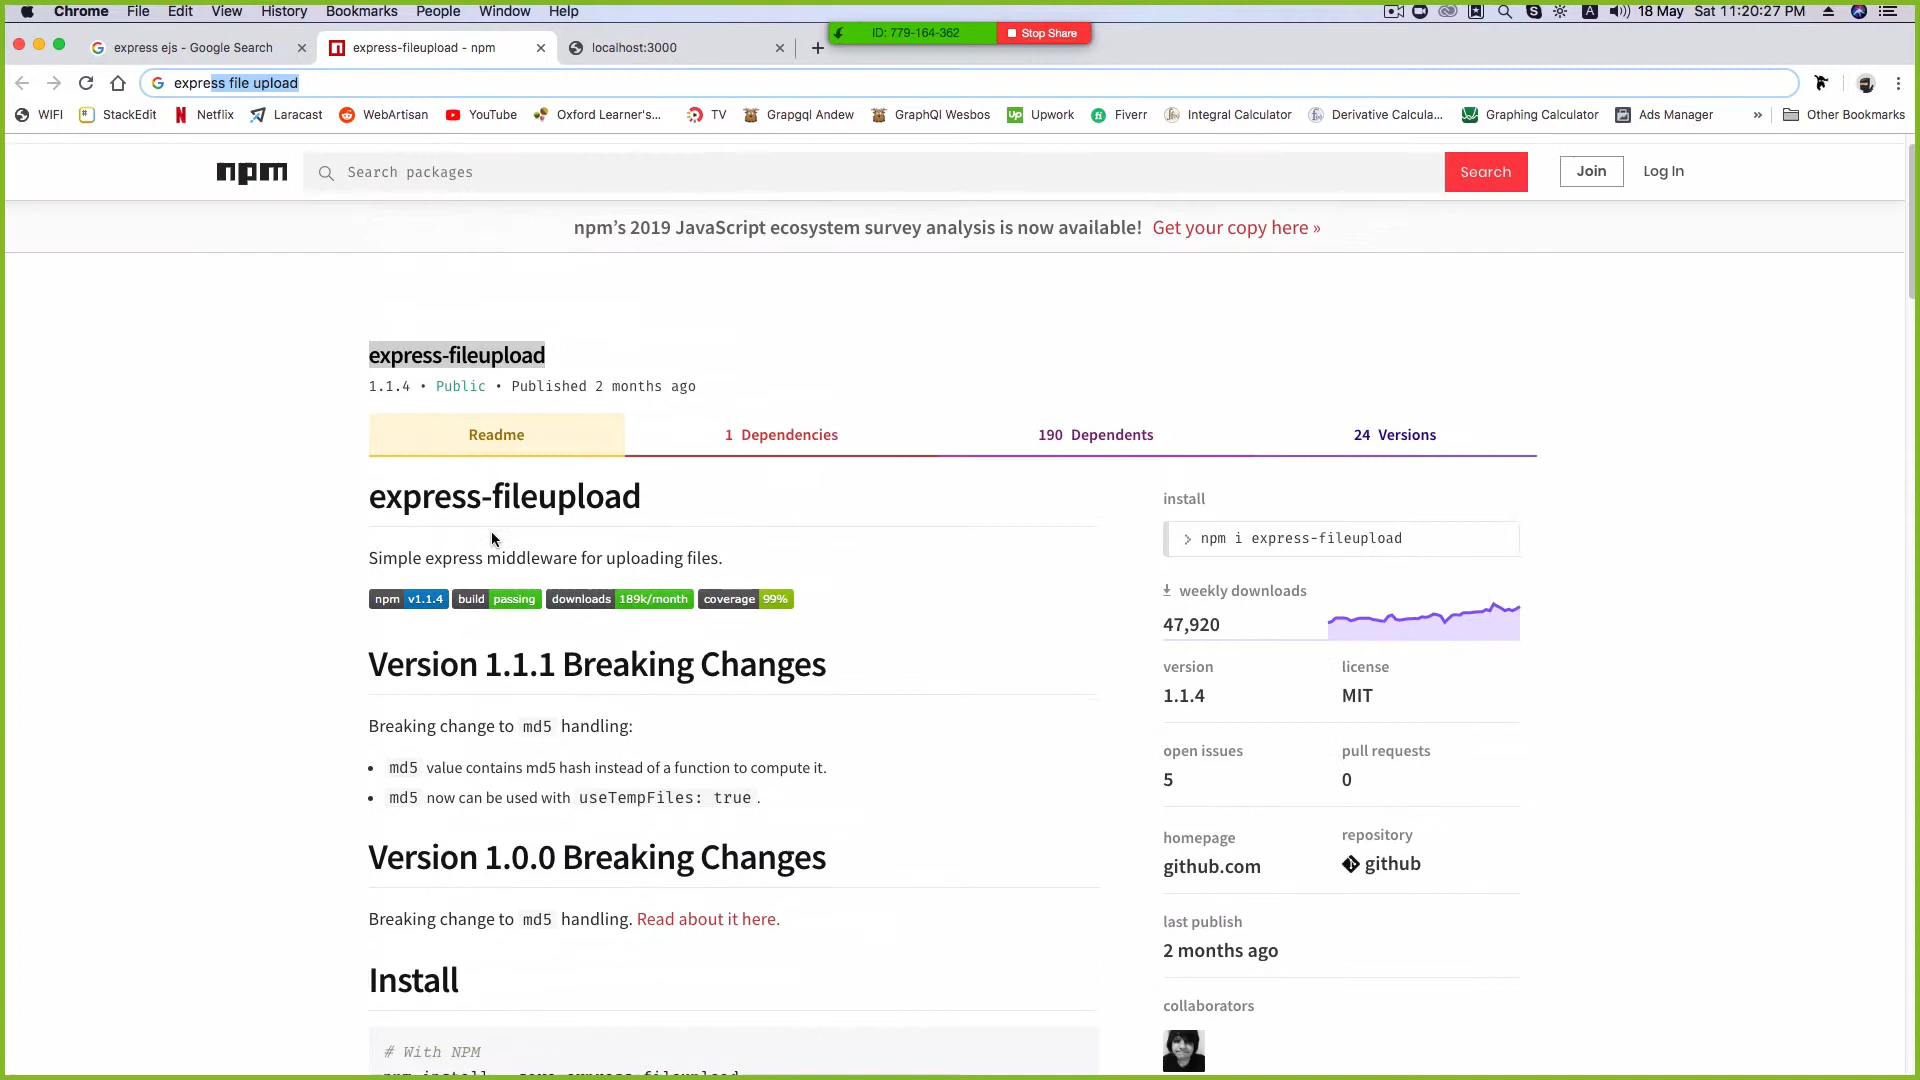 Chrome File Edit View History Bookmarks People Window Help
18 May Sat 11:20:27 PM
ID: 779-164-362 Stop Share
express ejs - Google Search
express-fileupload - npm
localhost:3000
express file upload
WIFI StackEdit Netflix Laracast WebArtisan YouTube Oxford Learner's... TV Grapgql Andew GraphQl Wesbos Upwork Fiverr Integral Calculator Derivative Calcula... Graphing Calculator Ads Manager » Other Bookmarks
npm Search packages Search Join Log In
npm’s 2019 JavaScript ecosystem survey analysis is now available! Get your copy here »
express-fileupload
1.1.4 • Public • Published 2 months ago
Readme
1 Dependencies
190 Dependents
24 Versions
express-fileupload
Simple express middleware for uploading files.
npm v1.1.4 build passing downloads 189k/month coverage 99%
Version 1.1.1 Breaking Changes
Breaking change to md5 handling:
• md5 value contains md5 hash instead of a function to compute it.
• md5 now can be used with useTempFiles: true .
Version 1.0.0 Breaking Changes
Breaking change to md5 handling. Read about it here.
Install
# With NPM
install
> npm i express-fileupload
weekly downloads
47,920
version
1.1.4
license
MIT
open issues
5
pull requests
0
homepage
github.com
repository
github
last publish
2 months ago
collaborators